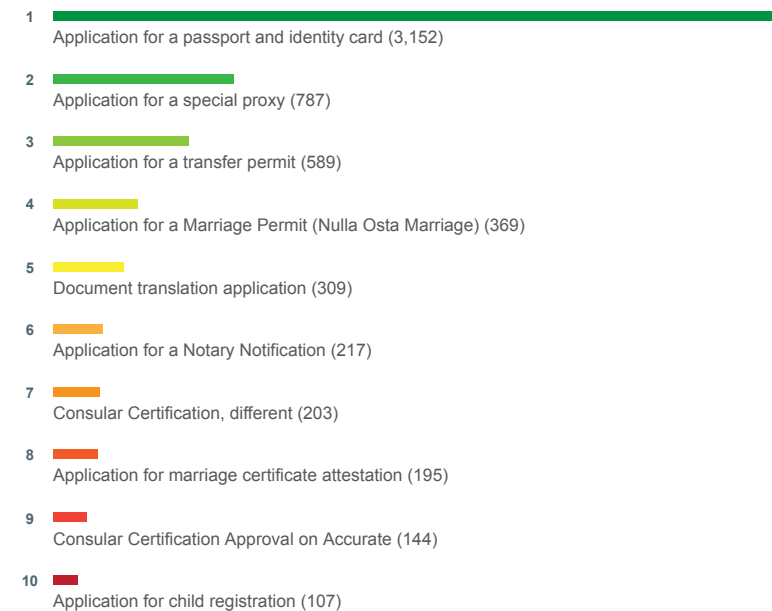 1
Application for a passport and identity card (3,152)
2
Application for a special proxy (787)
3
Application for a transfer permit (589)
4
Application for a Marriage Permit (Nulla Osta Marriage) (369)
5
Document translation application (309)
6
Application for a Notary Notification (217)
7
Consular Certification, different (203)
8
Application for marriage certificate attestation (195)
9
Consular Certification Approval on Accurate (144)
10
Application for child registration (107)